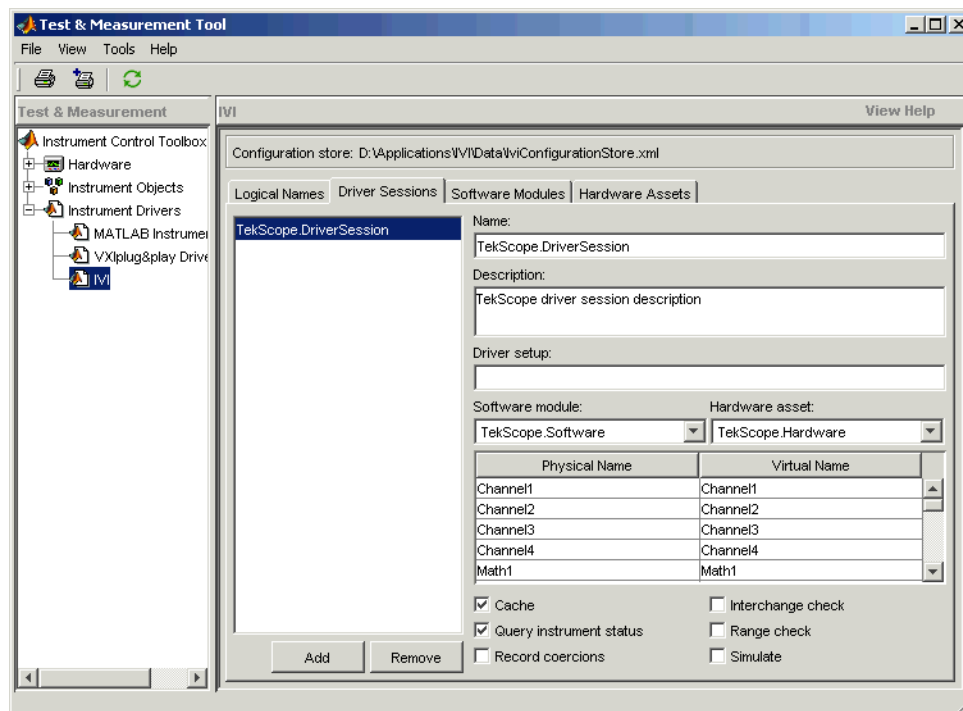 Test & Measurement Tool
File View Tools Help
Test & Measurement
IVI
View Help
Instrument Control Toolbox
Hardware
Instrument Objects
Instrument Drivers
MATLAB Instrumer
VXIplug&play Drive
IVI
Configuration store: D:\Applications\IVI\Data\IviConfigurationStore.xml
Logical Names Driver Sessions Software Modules Hardware Assets
TekScope.DriverSession
Add Remove
Name:
TekScope.DriverSession
Description:
TekScope driver session description
Driver setup:
Software module: Hardware asset:
TekScope.Software TekScope.Hardware
Physical Name Virtual Name
Channel1 Channel1
Channel2 Channel2
Channel3 Channel3
Channel4 Channel4
Math1 Math1
Cache Interchange check
Query instrument status Range check
Record coercions Simulate